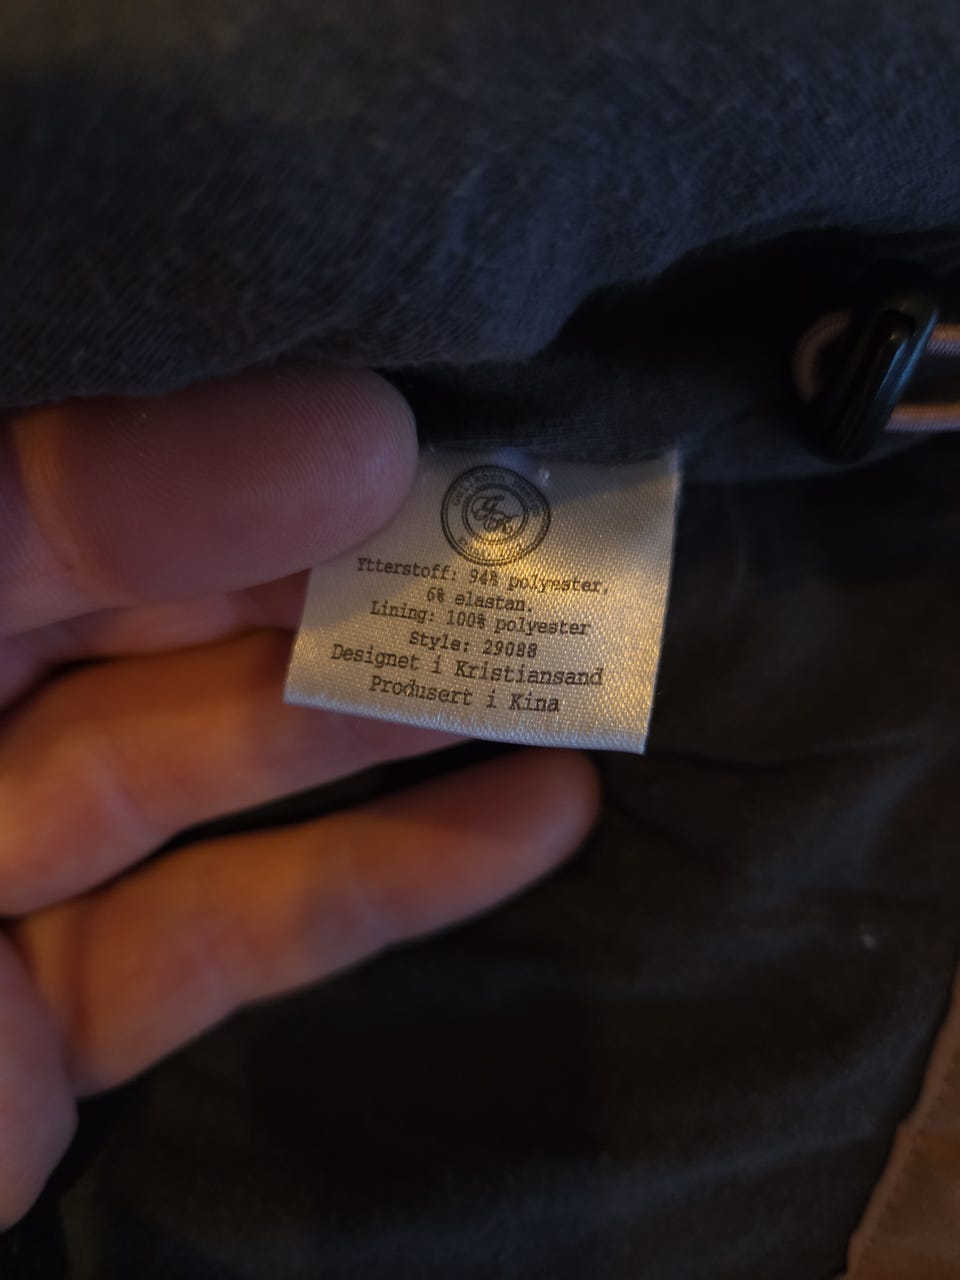 Ytterstoff: 94% polyester,
6% elastan.
Lining: 100% polyester
Style: 29088
Designet i Kristiansand
Produsert i Kina